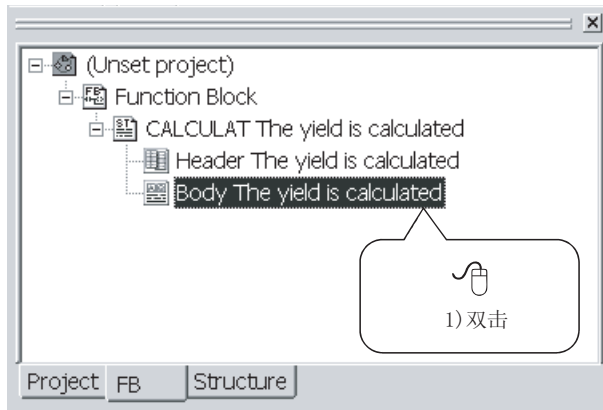 (Unset project)
Function Block
CALCULAT The yield is calculated
Header The yield is calculated
Body The yield is calculated
1)双击
Project FB Structure